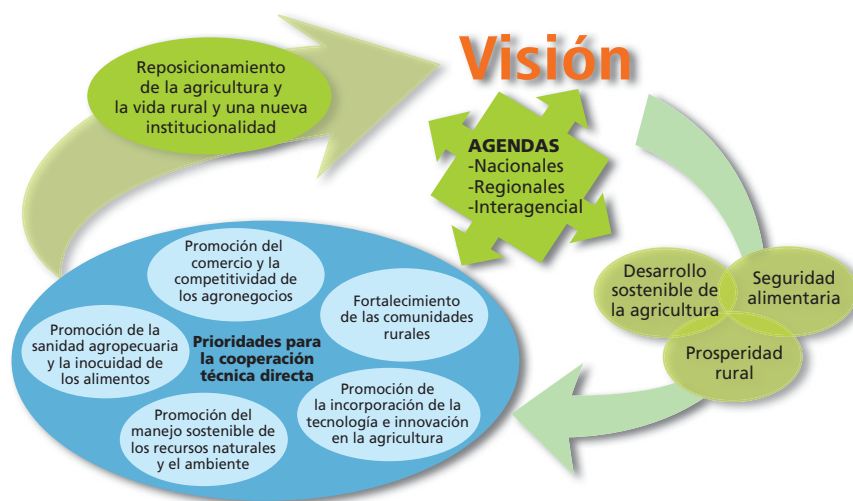 Visión
Reposicionamiento
de la agricultura y
la vida rural y una nueva
institucionalidad
AGENDAS
-Nacionales
-Regionales
-Interagencial
Desarrollo
sostenible de
la agricultura
Seguridad
alimentaria
Prosperidad
rural
Promoción del
comercio y la
competitividad de
los agronegocios
Fortalecimiento
de las comunidades
rurales
Promoción de la
sanidad agropecuaria
y la inocuidad de
los alimentos
Prioridades para
la cooperación
técnica directa
Promoción de
la incorporación de la
tecnología e innovación
en la agricultura
Promoción del
manejo sostenible de
los recursos naturales
y el ambiente